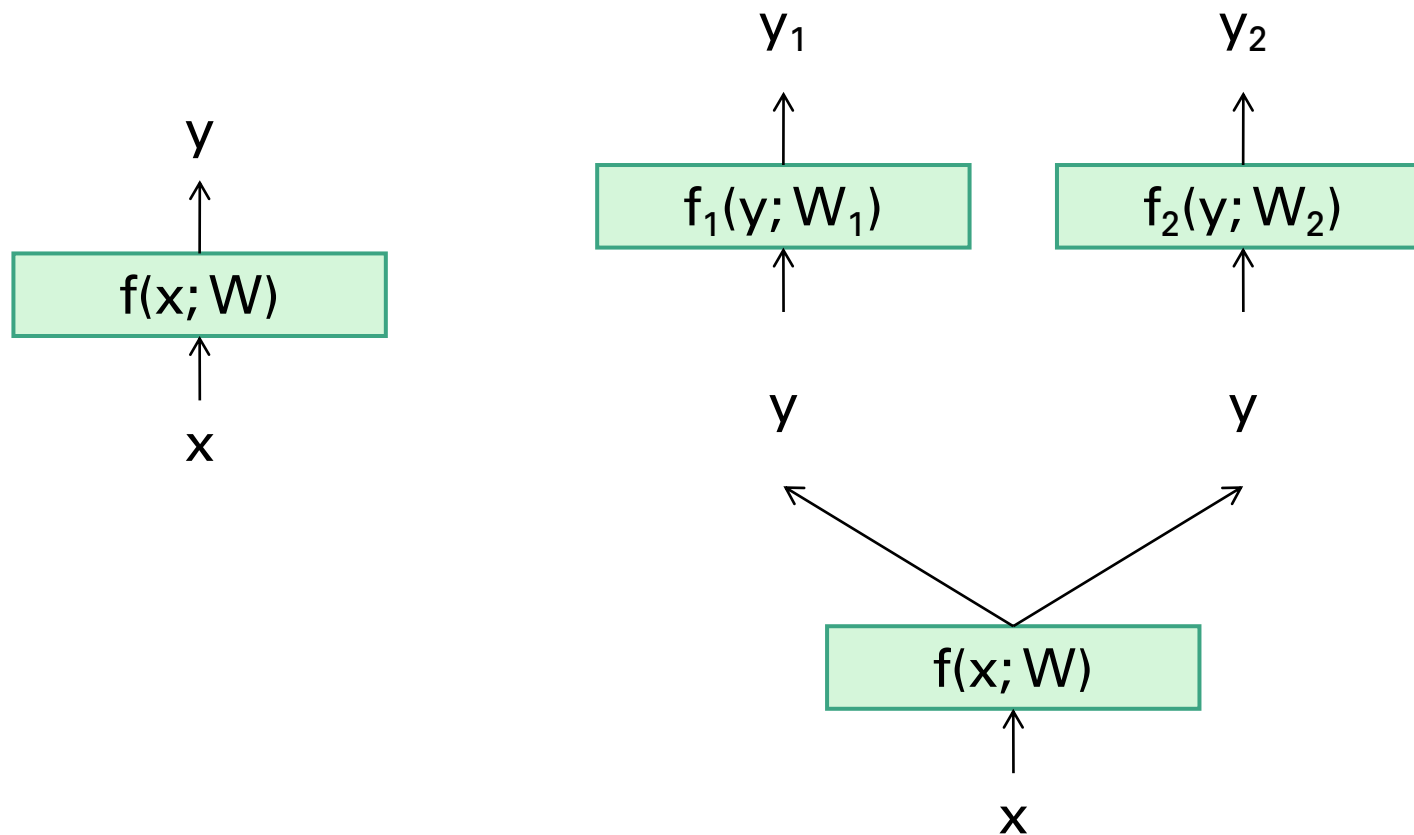 y
f(x; W)
x
y₁
y₂
f₁(y; W₁)
f₂(y; W₂)
y
y
f(x; W)
x